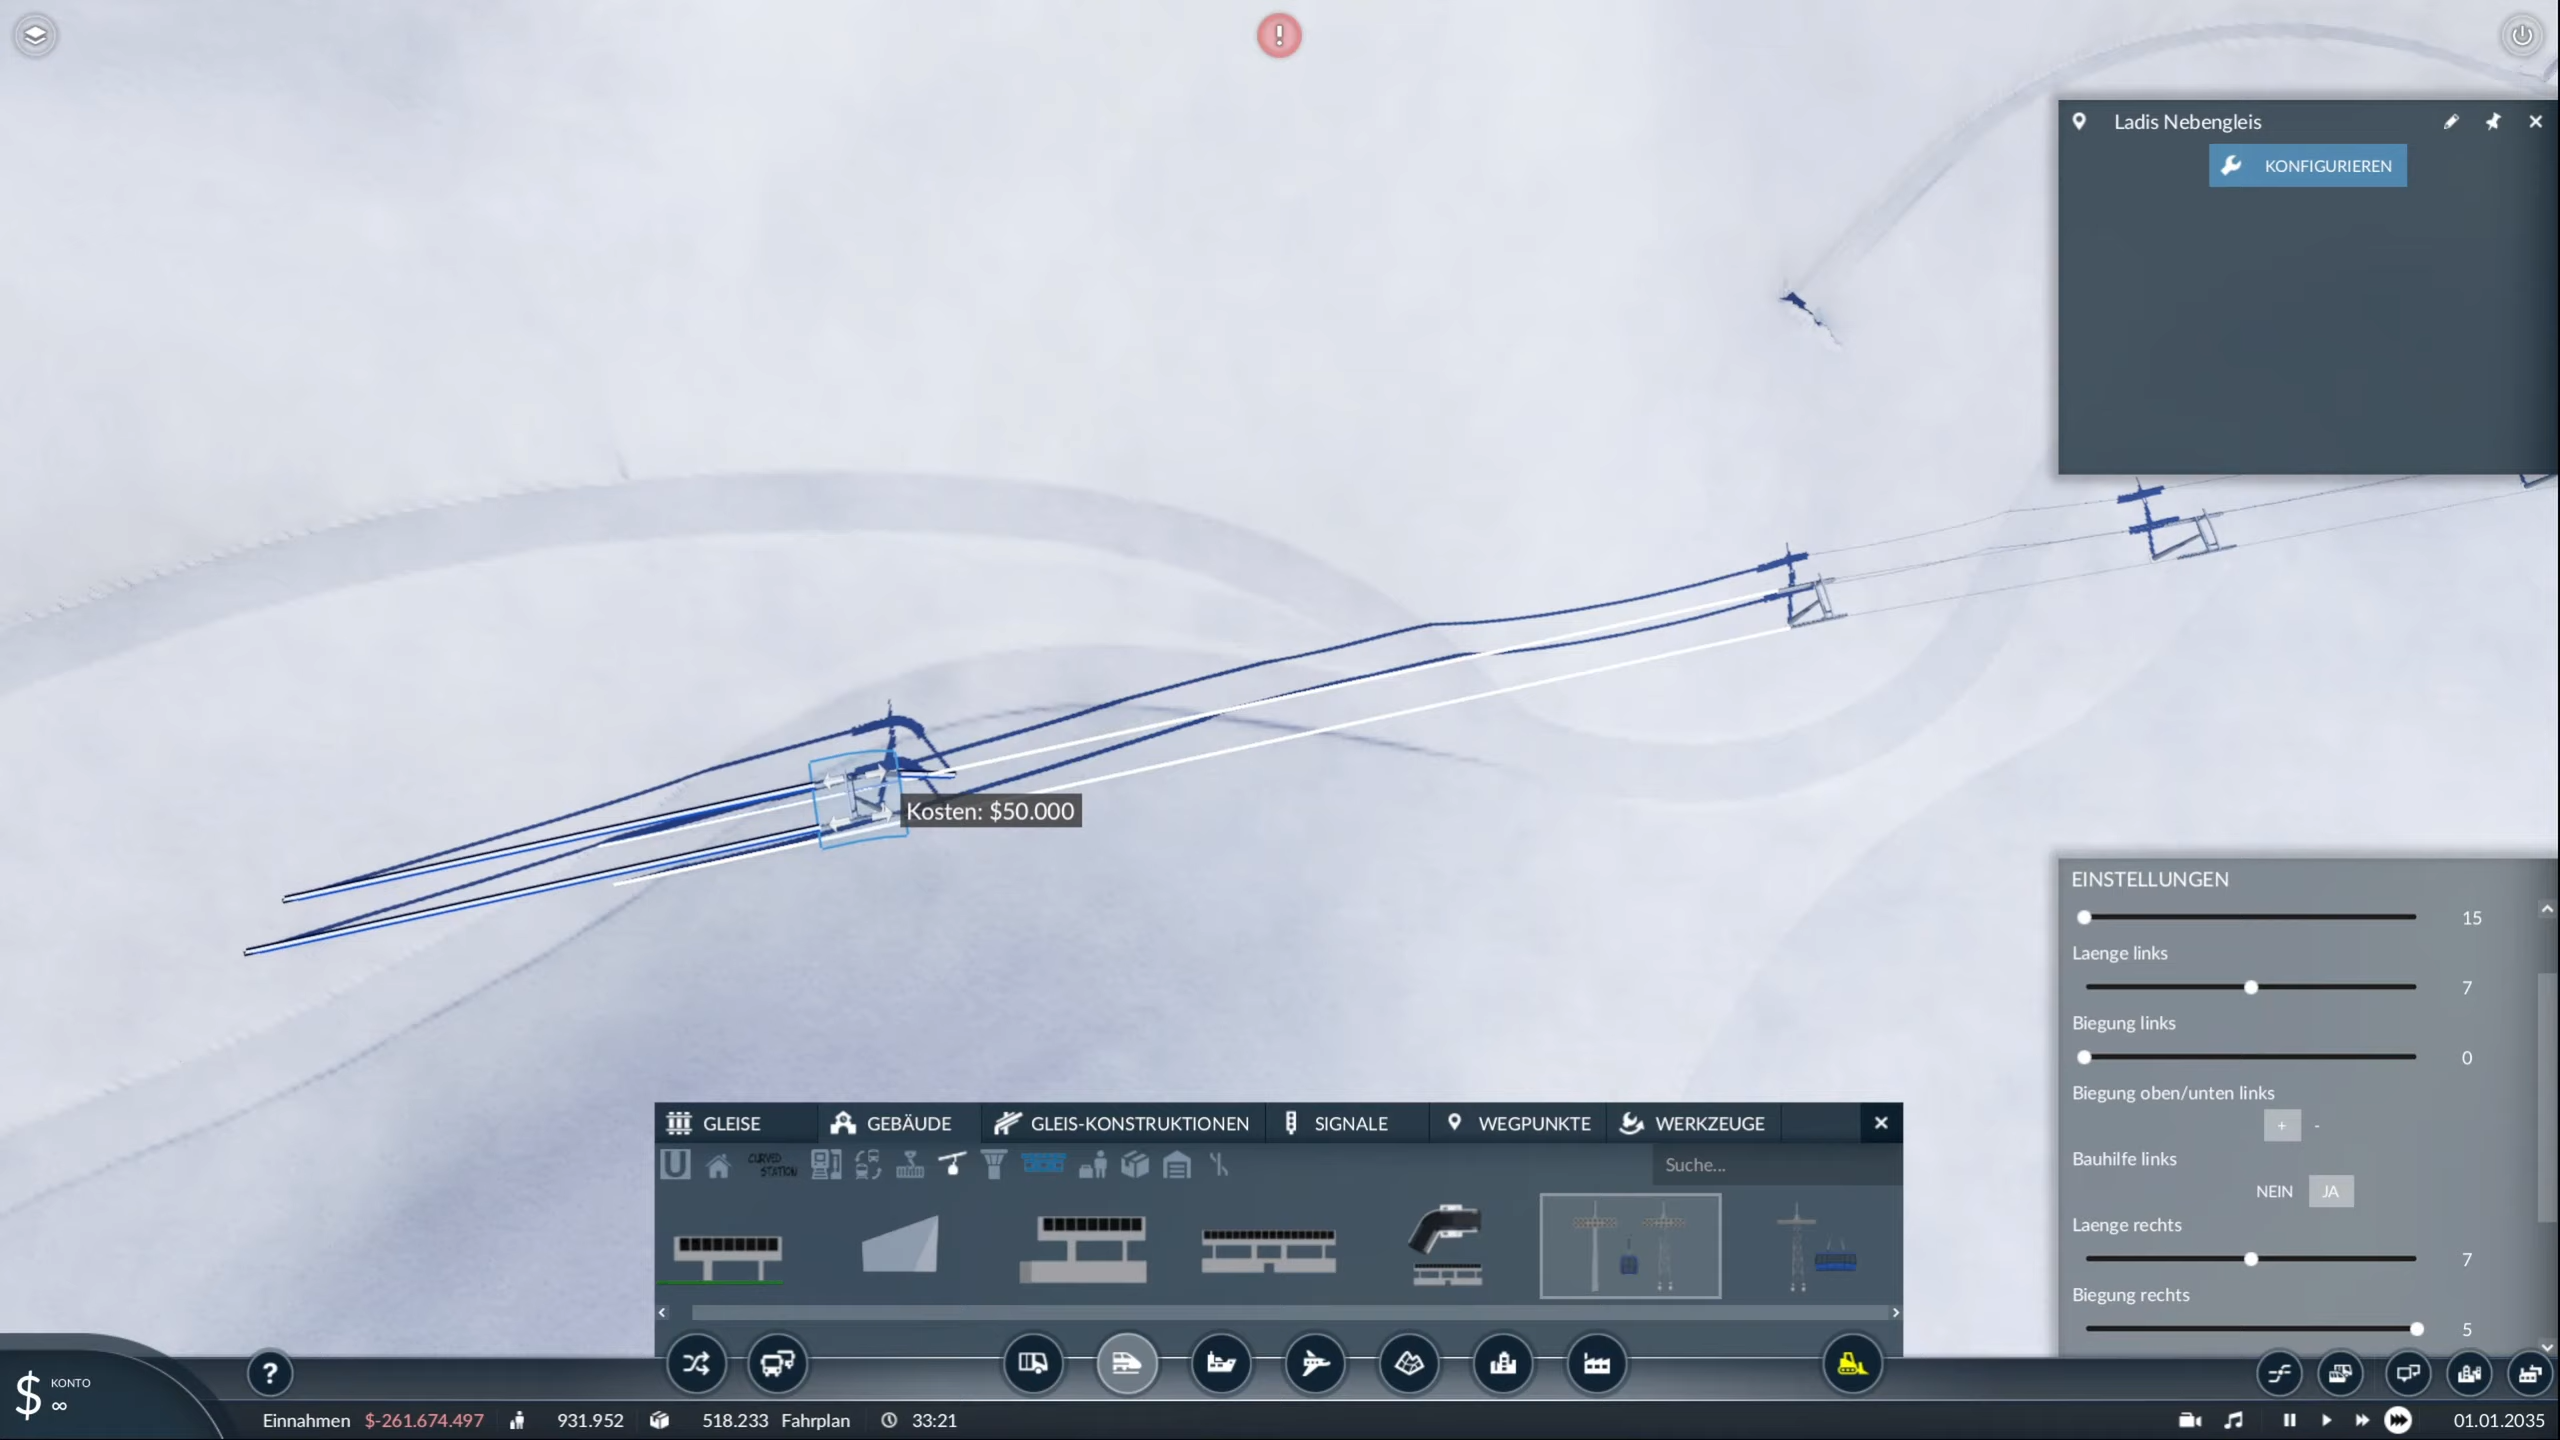 Ladis Nebengleis
KONFIGURIEREN
Kosten: $50.000
EINSTELLUNGEN
15
Laenge links
7
Biegung links
0
Biegung oben/unten links
+ -
Bauhilfe links
NEIN JA
Laenge rechts
7
Biegung rechts
5
GLEISE GEBÄUDE GLEIS-KONSTRUKTIONEN SIGNALE WEGPUNKTE WERKZEUGE
U CURVED STATION Suche...
$ KONTO
∞
?
Einnahmen $-261.674.497 931.952 518.233 Fahrplan 33:21 01.01.2035